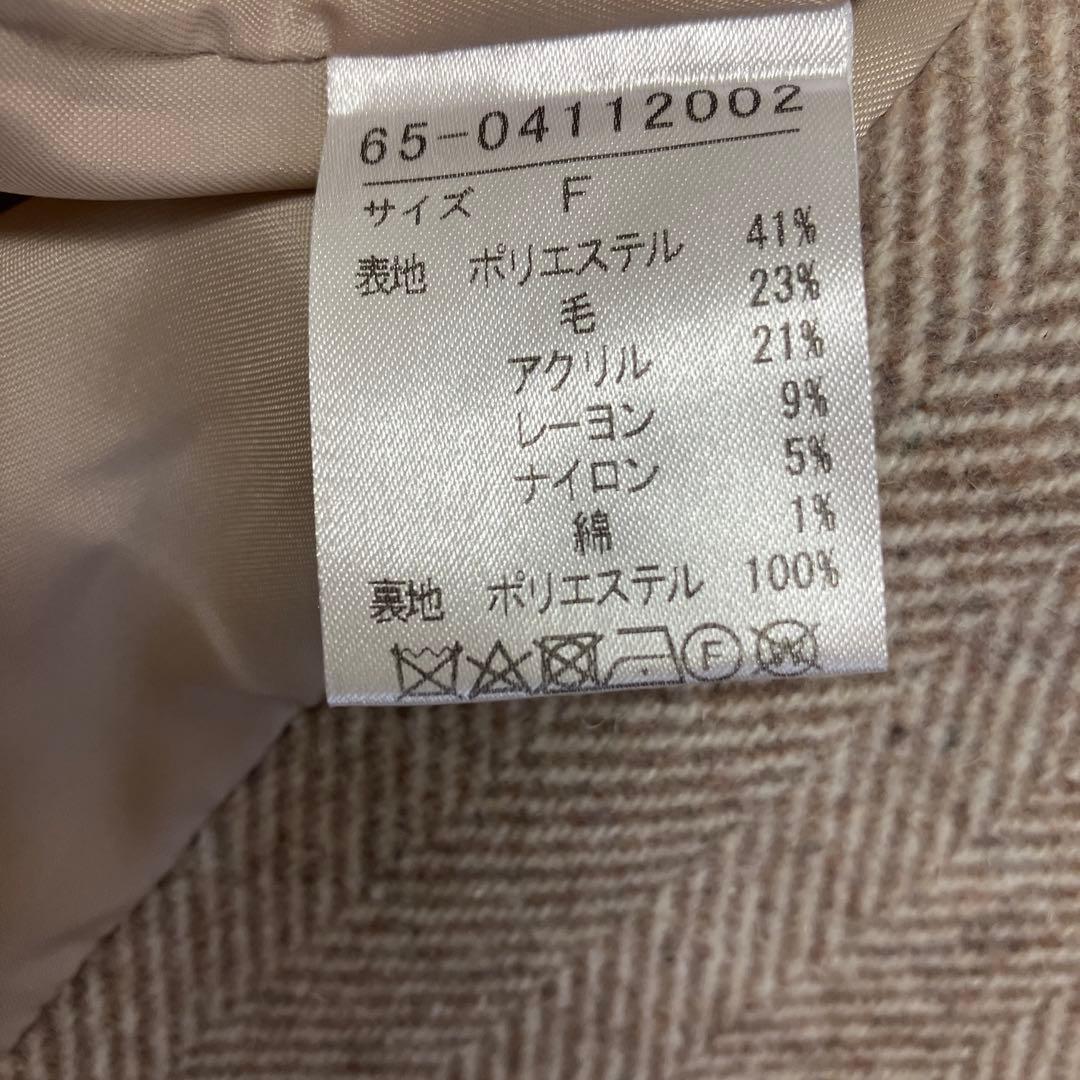 65-04112002
サイズ F
表地 ポリエステル 41%
毛 23%
アクリル 21%
レーヨン 9%
ナイロン 5%
綿 1%
裏地 ポリエステル 100%
F